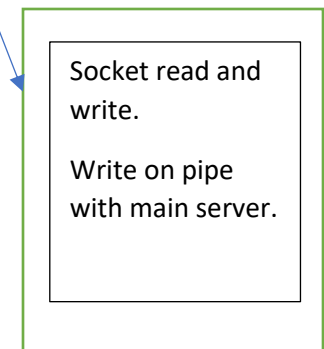 Socket read and
write.
Write on pipe
with main server.